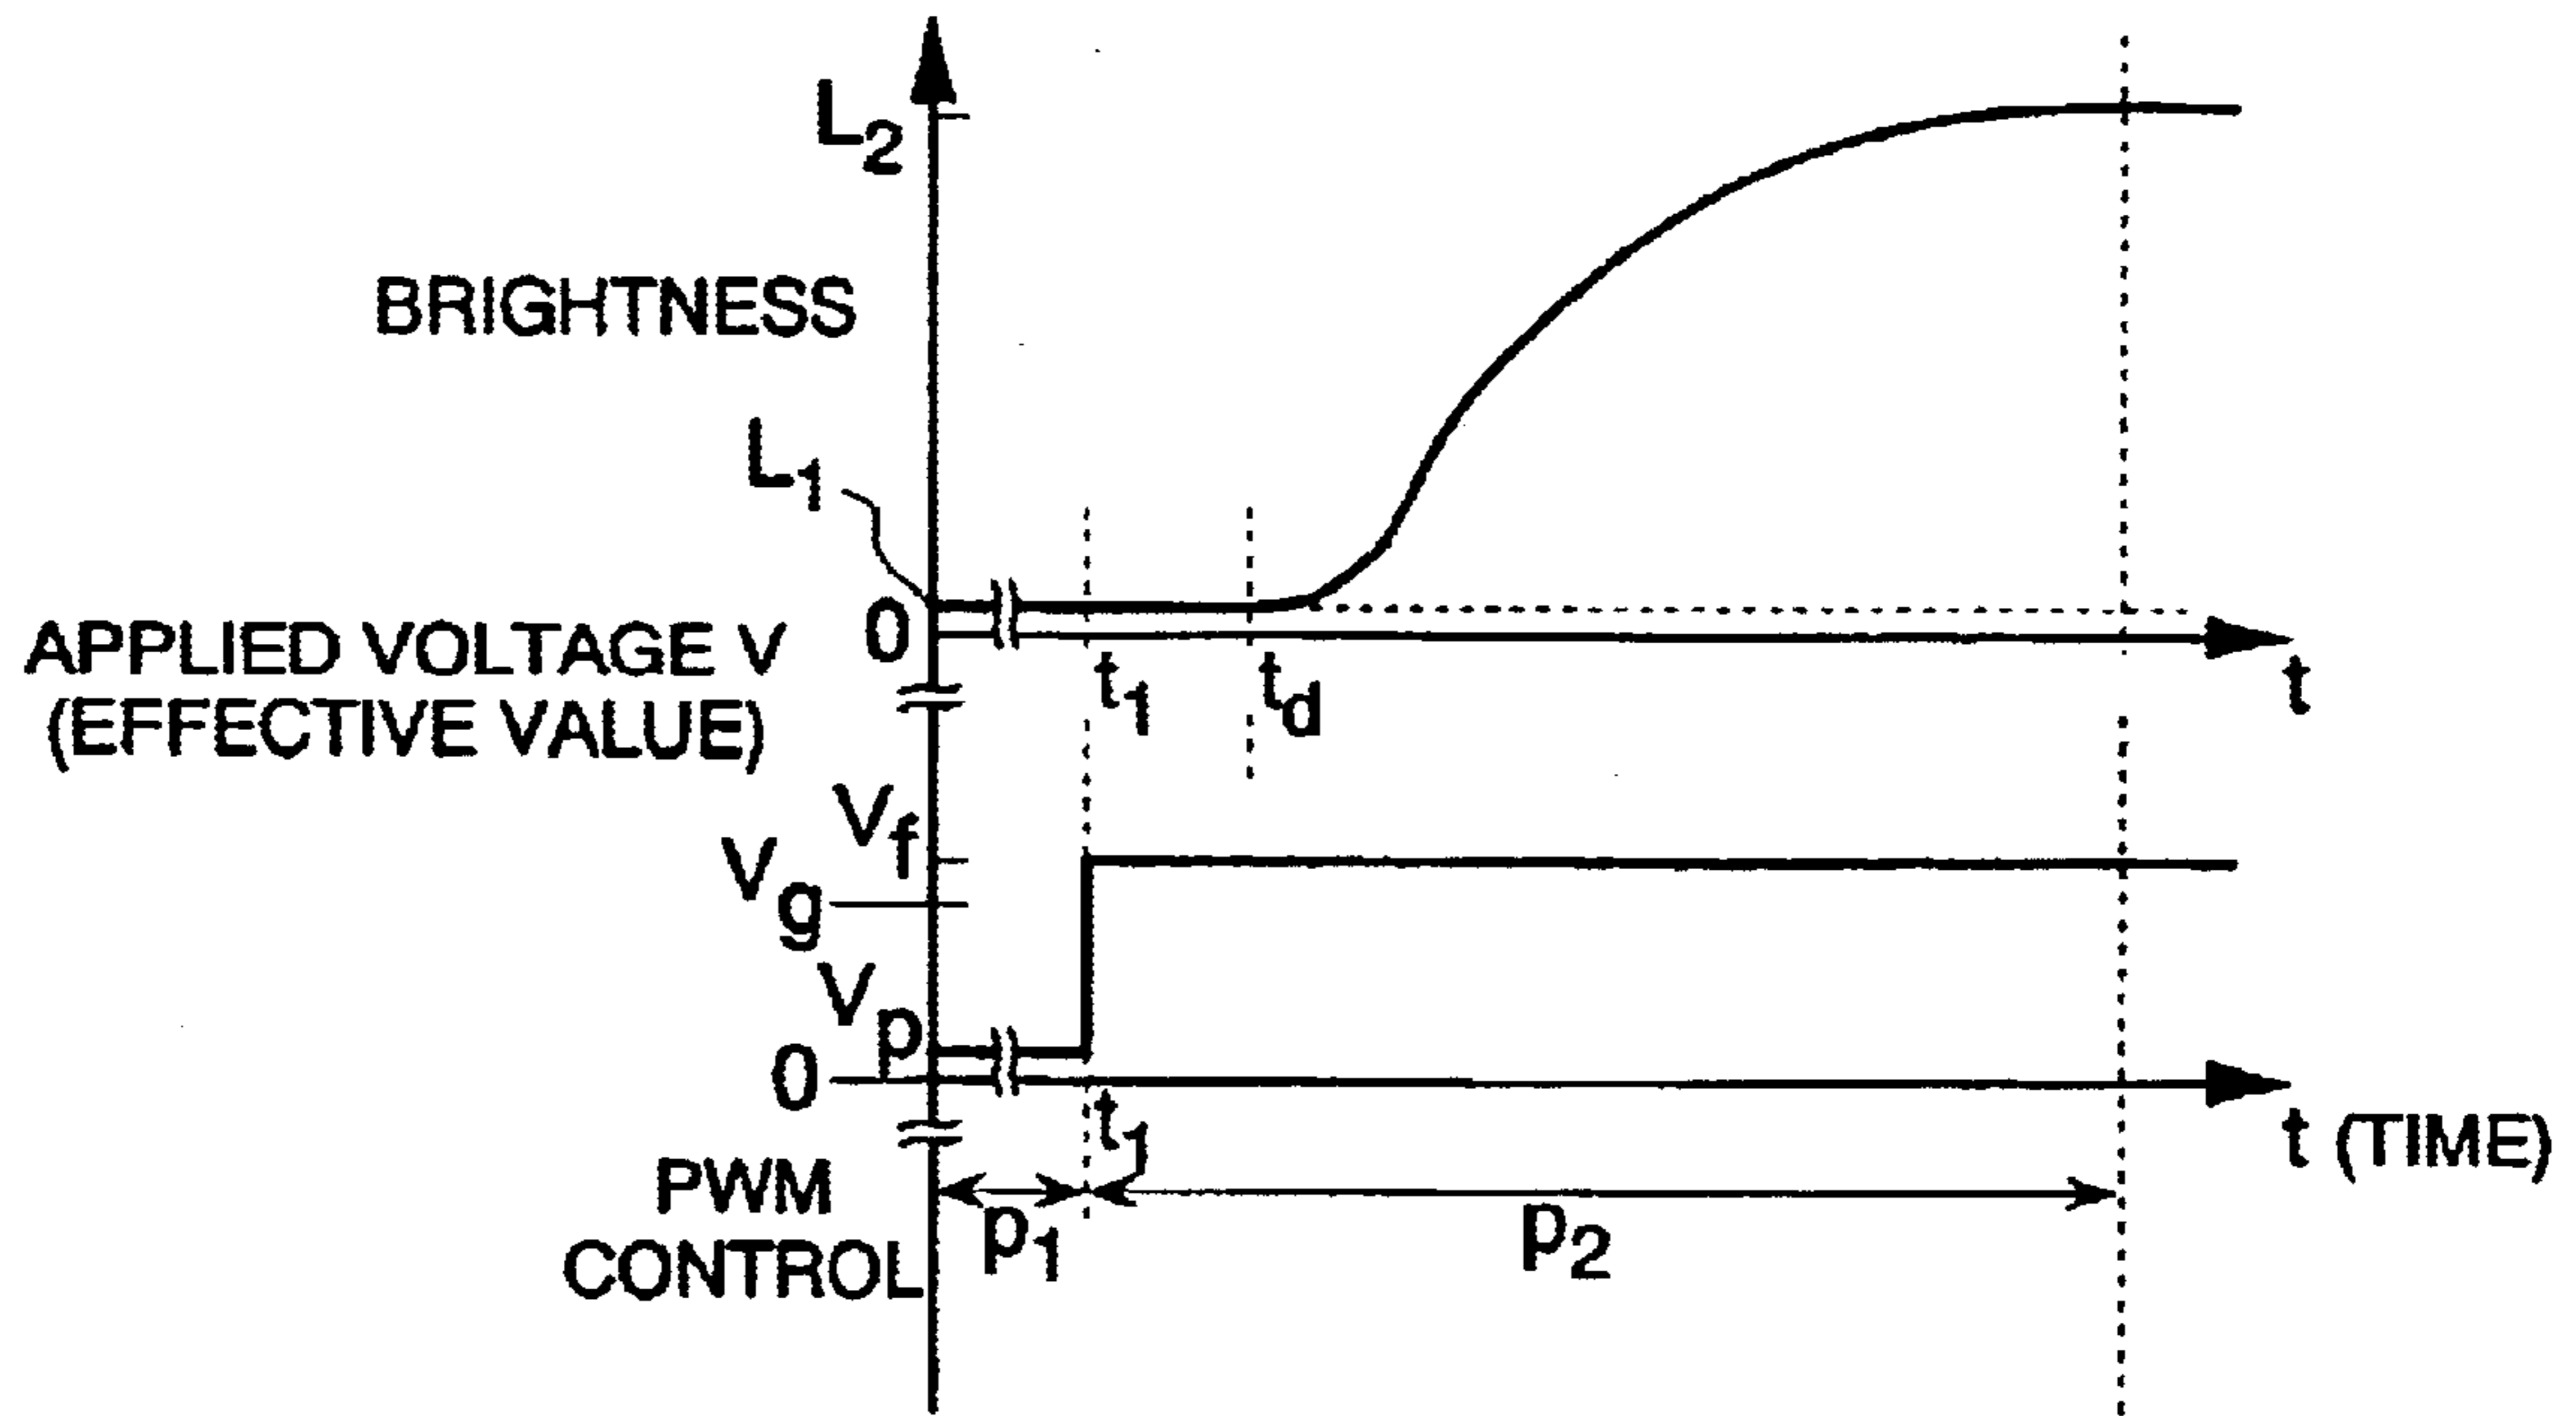 L2
BRIGHTNESS
L1
0
APPLIED VOLTAGE V
(EFFECTIVE VALUE)
t1
td
t
Vf
Vg
Vp
0
t1
t (TIME)
PWM
CONTROL
p1
p2